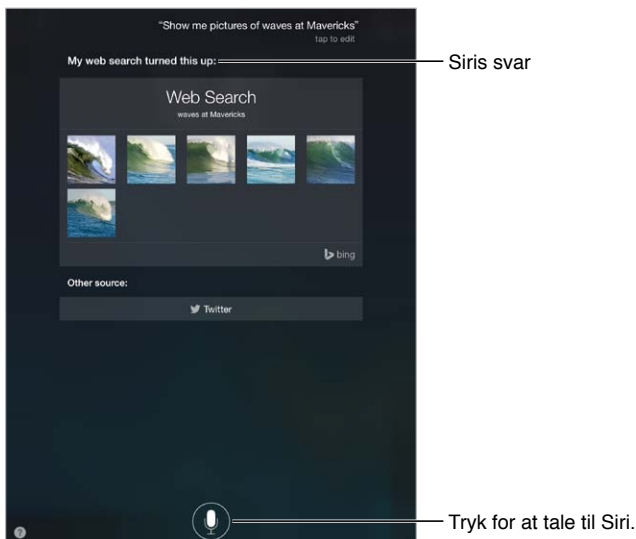 “Show me pictures of waves at Mavericks”
tap to edit
My web search turned this up:
Siris svar
Web Search
waves at Mavericks
bing
Other source:
Twitter
?
Tryk for at tale til Siri.